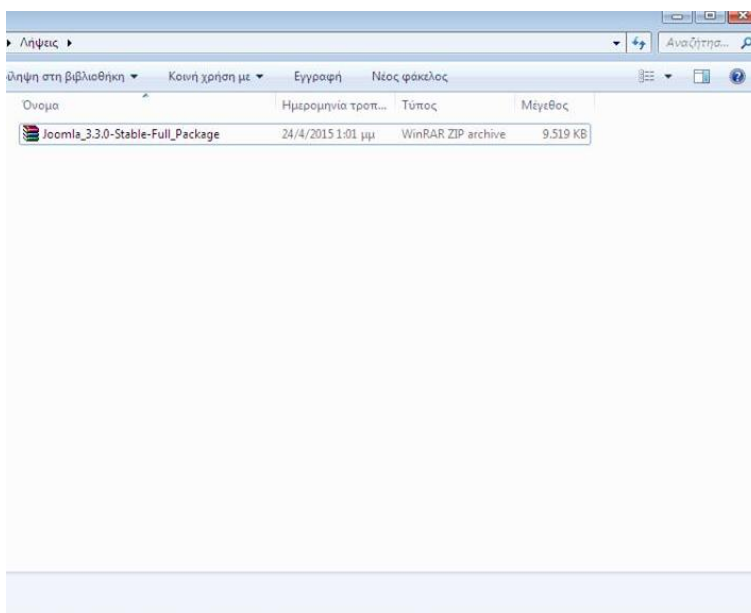 Λήψεις
Αναζήτησ...
ίληψη στη βιβλιοθήκη Κοινή χρήση με Εγγραφή Νέος φάκελος
Όνομα Ημερομηνία τροπ... Τύπος Μέγεθος
Joomla_3.3.0-Stable-Full_Package 24/4/2015 1:01 μμ WinRAR ZIP archive 9.519 KB